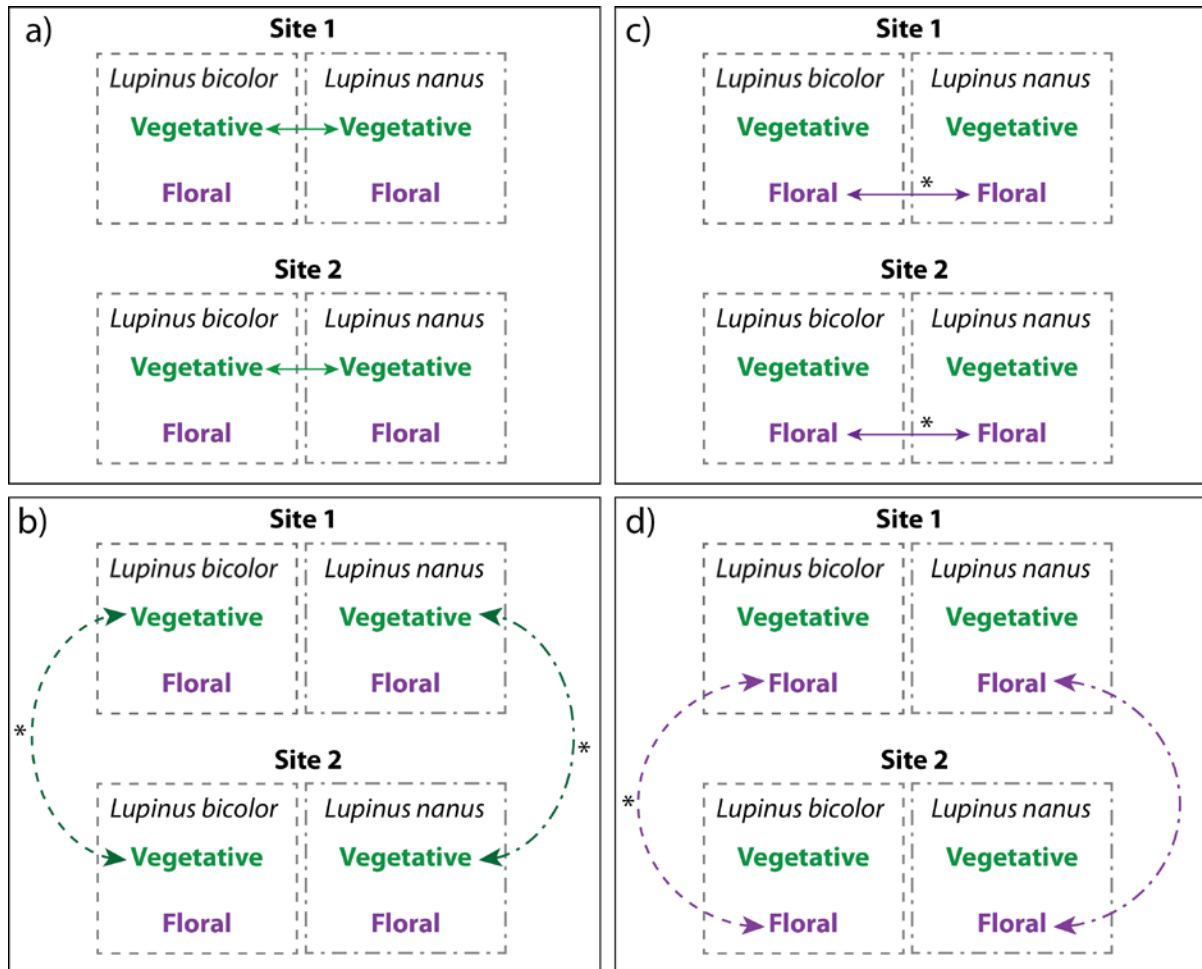 a)
Site 1
Lupinus bicolor Lupinus nanus
Vegetative Vegetative
Floral Floral
Site 2
Lupinus bicolor Lupinus nanus
Vegetative Vegetative
Floral Floral
c)
Site 1
Lupinus bicolor Lupinus nanus
Vegetative Vegetative
* 
Floral Floral
Site 2
Lupinus bicolor Lupinus nanus
Vegetative Vegetative
*
Floral Floral
b)
Site 1
Lupinus bicolor Lupinus nanus
Vegetative Vegetative
Floral Floral
* *
Site 2
Lupinus bicolor Lupinus nanus
Vegetative Vegetative
Floral Floral
d)
Site 1
Lupinus bicolor Lupinus nanus
Vegetative Vegetative
Floral Floral
Site 2
*
Lupinus bicolor Lupinus nanus
Vegetative Vegetative
Floral Floral